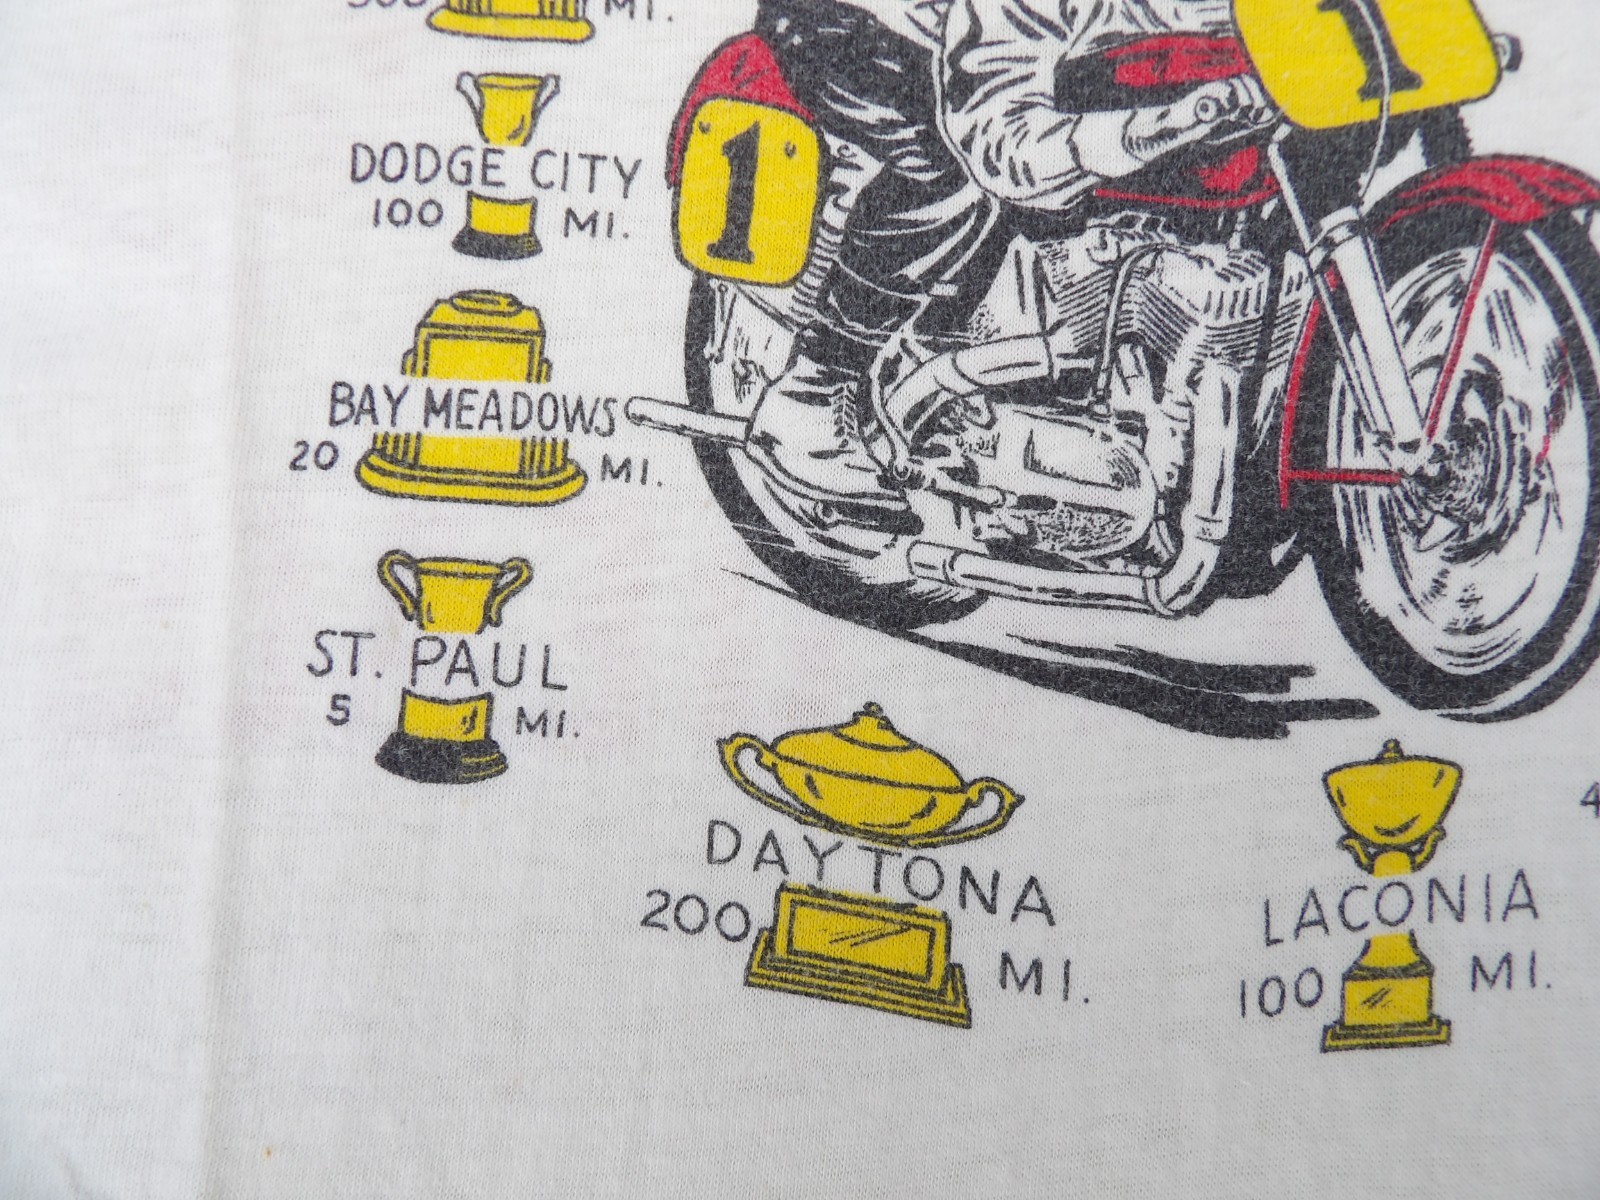 MI.
1
1
DODGE CITY
100 MI.
BAY MEADOWS
20 MI.
ST. PAUL
5 MI.
DAYTONA
200 MI.
LACONIA
100 MI.
4